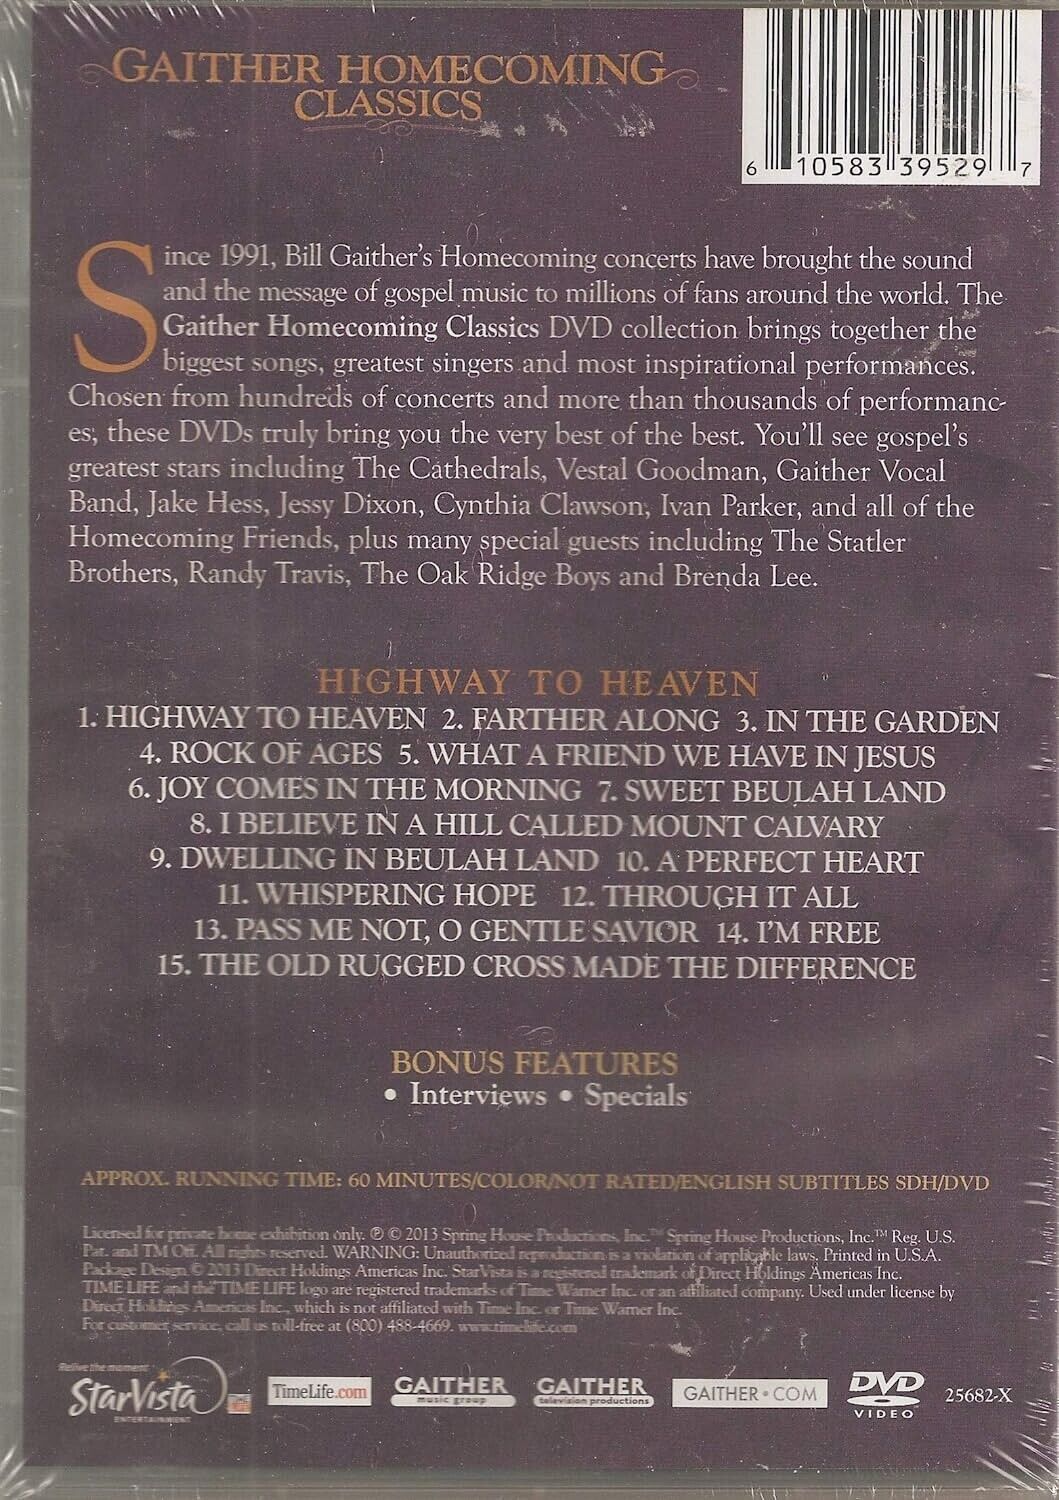 GAITHER HOMECOMING
CLASSICS
6 10583 39529 7
Since 1991, Bill Gaither's Homecoming concerts have brought the sound
and the message of gospel music to millions of fans around the world. The
Gaither Homecoming Classics DVD collection brings together the
biggest songs, greatest singers and most inspirational performances.
Chosen from hundreds of concerts and more than thousands of performanc-
es, these DVDs truly bring you the very best of the best. You'll see gospel's
greatest stars including The Cathedrals, Vestal Goodman, Gaither Vocal
Band, Jake Hess, Jessy Dixon, Cynthia Clawson, Ivan Parker, and all of the
Homecoming Friends, plus many special guests including The Statler
Brothers, Randy Travis, The Oak Ridge Boys and Brenda Lee.
HIGHWAY TO HEAVEN
1. HIGHWAY TO HEAVEN 2. FARTHER ALONG 3. IN THE GARDEN
4. ROCK OF AGES 5. WHAT A FRIEND WE HAVE IN JESUS
6. JOY COMES IN THE MORNING 7. SWEET BEULAH LAND
8. I BELIEVE IN A HILL CALLED MOUNT CALVARY
9. DWELLING IN BEULAH LAND 10. A PERFECT HEART
11. WHISPERING HOPE 12. THROUGH IT ALL
13. PASS ME NOT, O GENTLE SAVIOR 14. I'M FREE
15. THE OLD RUGGED CROSS MADE THE DIFFERENCE
BONUS FEATURES
• Interviews • Specials
APPROX. RUNNING TIME: 60 MINUTES/COLOR/NOT RATED/ENGLISH SUBTITLES SDH/DVD
Licensed for private home exhibition only. ℗ © 2013 Spring House Productions, Inc.™ Spring House Productions, Inc.™ Reg. U.S.
Pat. and TM Off. All rights reserved. WARNING: Unauthorized reproduction is a violation of applicable laws. Printed in U.S.A.
Package Design © 2013 Direct Holdings Americas Inc. StarVista is a registered trademark of Direct Holdings Americas Inc.
TIME LIFE and the TIME LIFE logo are registered trademarks of Time Warner Inc. or an affiliated company. Used under license by
Direct Holdings Americas Inc., which is not affiliated with Time Inc. or Time Warner Inc.
For customer service, call us toll-free at (800) 488-4669. www.timelife.com
Relive the moment
StarVista
ENTERTAINMENT
TimeLife.com
GAITHER
music group
GAITHER
television productions
GAITHER•COM
DVD
VIDEO
25682-X